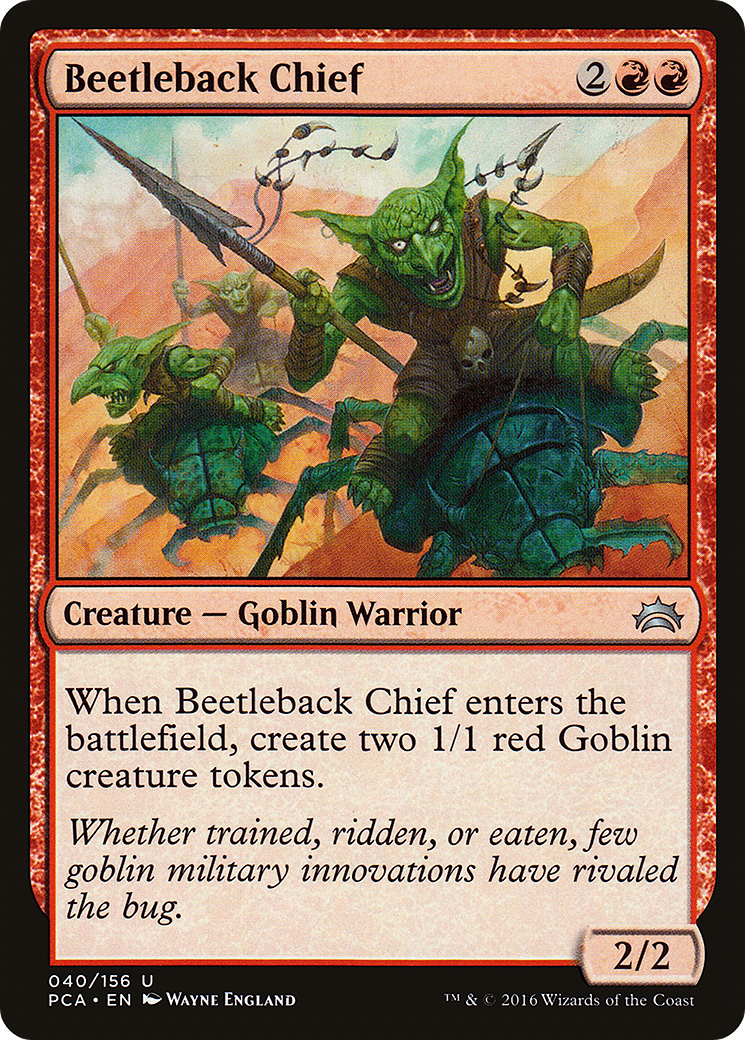 Beetleback Chief 2
Creature — Goblin Warrior
When Beetleback Chief enters the
battlefield, create two 1/1 red Goblin
creature tokens.
Whether trained, ridden, or eaten, few
goblin military innovations have rivaled
the bug.
2/2
040/156 U
PCA • EN Wayne England
™ & © 2016 Wizards of the Coast